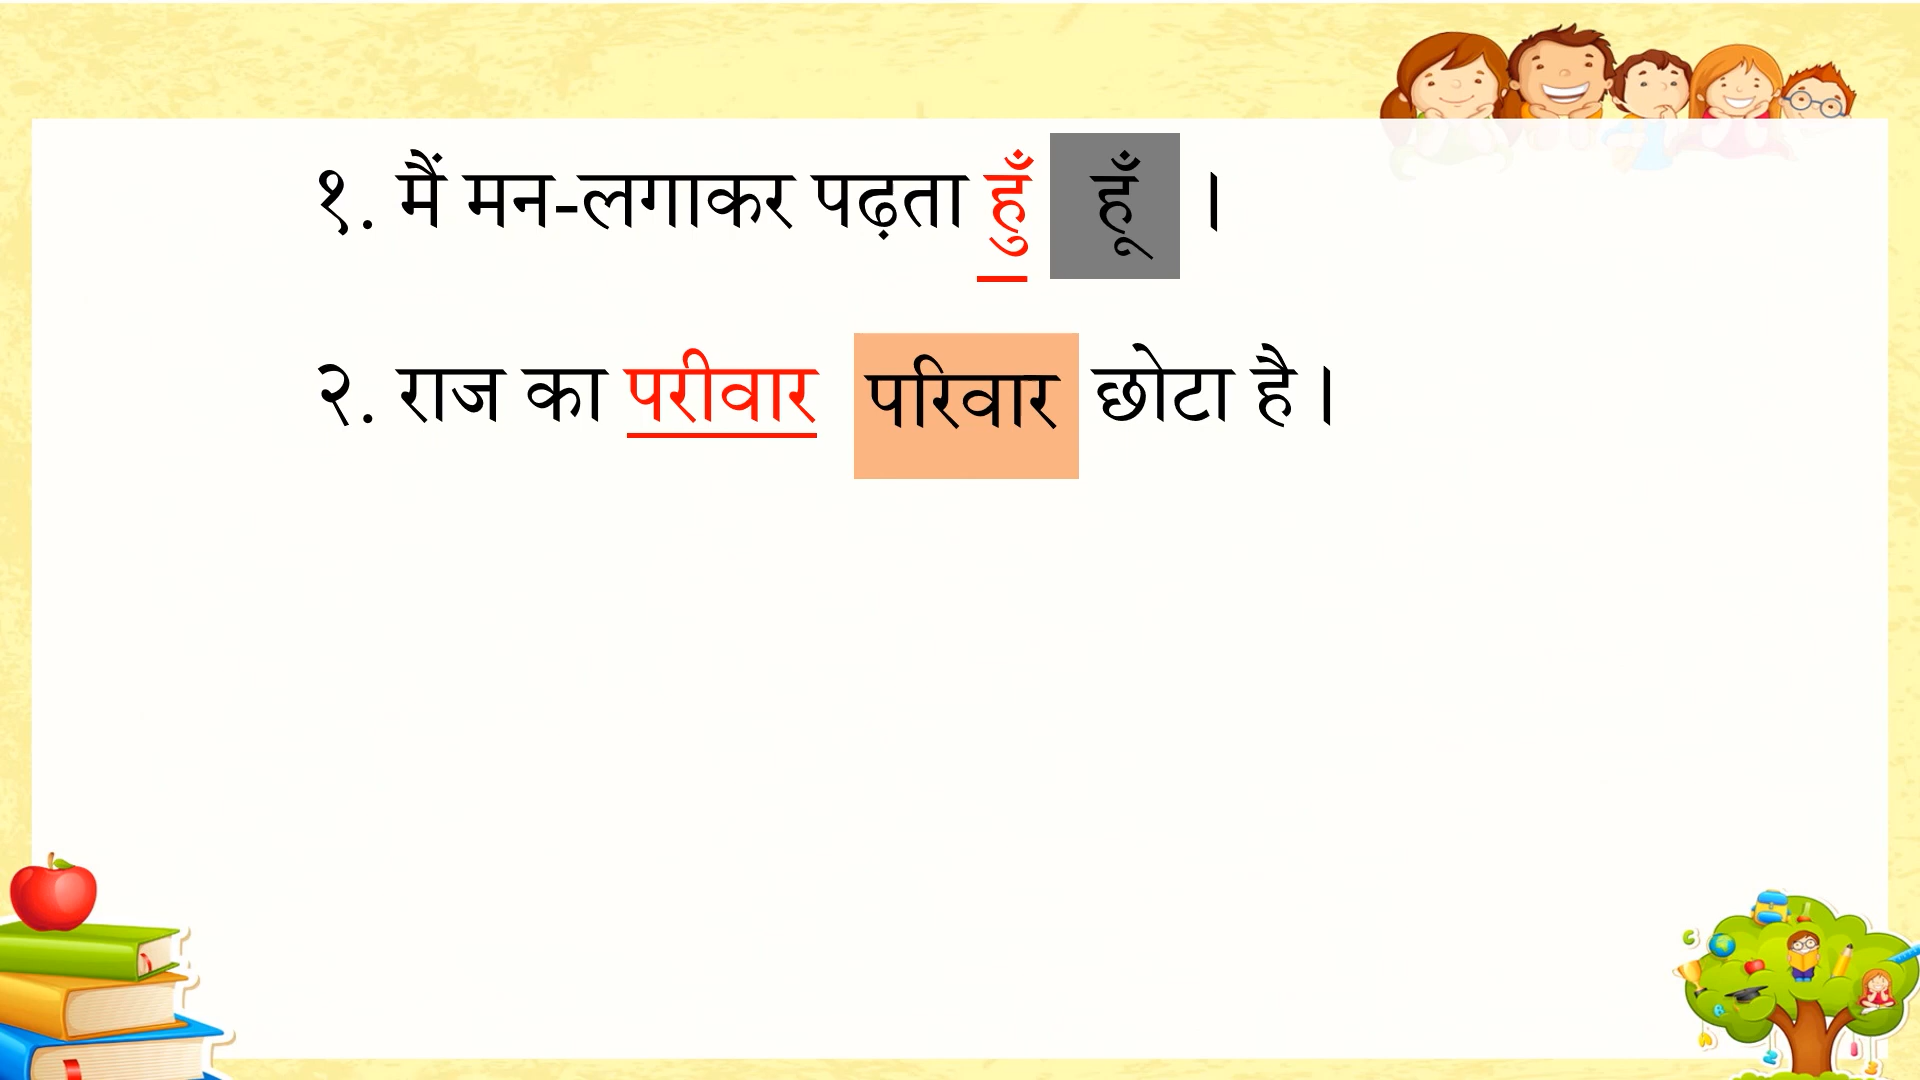 १. मैं मन-लगाकर पढ़ता हुँ हूँ ।
२. राज का परीवार परिवार छोटा है।